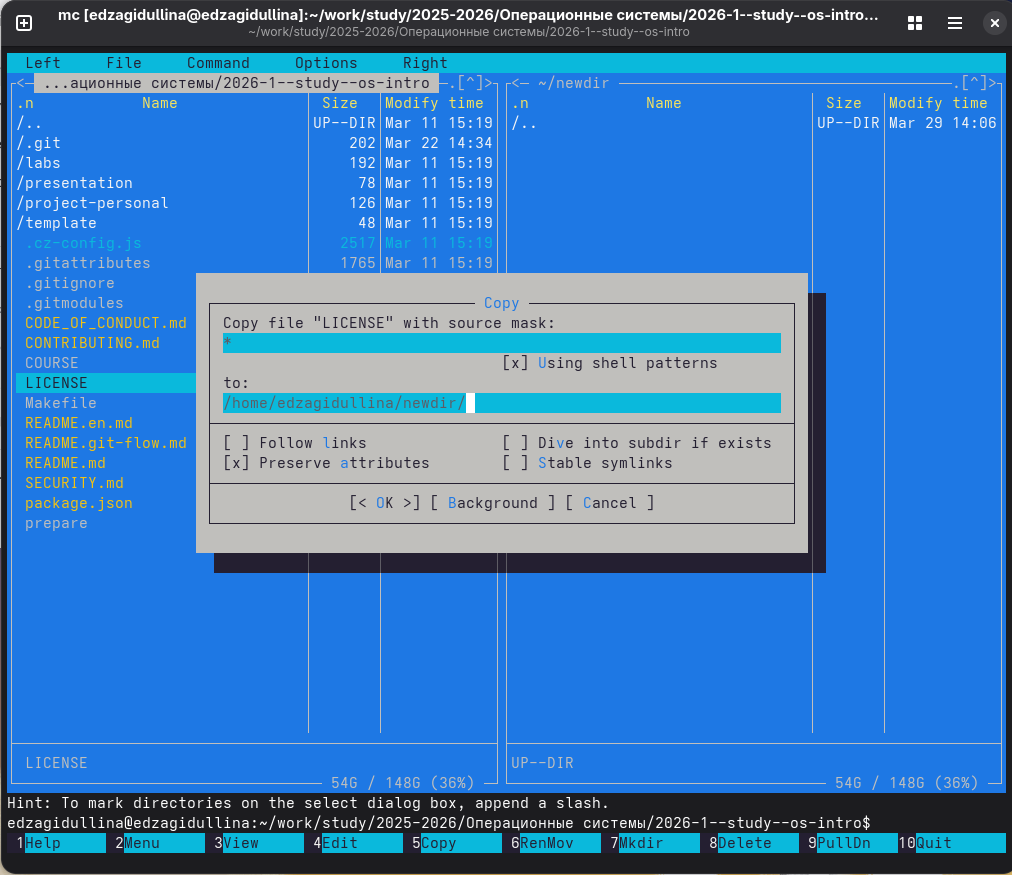 mc [edzagidullina@edzagidullina]:~/work/study/2025-2026/Операционные системы/2026-1--study--os-intro...
~/work/study/2025-2026/Операционные системы/2026-1--study--os-intro
Left File Command Options Right
<─ ...ационные системы/2026-1--study--os-intro ─.[^]> <─ ~/newdir ─.[^]>
.n Name Size Modify time .n Name Size Modify time
/.. UP--DIR Mar 11 15:19 /.. UP--DIR Mar 29 14:06
/.git 202 Mar 22 14:34
/labs 192 Mar 11 15:19
/presentation 78 Mar 11 15:19
/project-personal 126 Mar 11 15:19
/template 48 Mar 11 15:19
.cz-config.js 2517 Mar 11 15:19
.gitattributes 1765 Mar 11 15:19
.gitignore
.gitmodules
CODE_OF_CONDUCT.md
CONTRIBUTING.md
COURSE
LICENSE
Makefile
README.en.md
README.git-flow.md
README.md
SECURITY.md
package.json
prepare
Copy
Copy file "LICENSE" with source mask:
*
[x] Using shell patterns
to:
/home/edzagidullina/newdir/
[ ] Follow links [ ] Dive into subdir if exists
[x] Preserve attributes [ ] Stable symlinks
[< OK >] [ Background ] [ Cancel ]
LICENSE UP--DIR
54G / 148G (36%) 54G / 148G (36%)
Hint: To mark directories on the select dialog box, append a slash.
edzagidullina@edzagidullina:~/work/study/2025-2026/Операционные системы/2026-1--study--os-intro$
1Help 2Menu 3View 4Edit 5Copy 6RenMov 7Mkdir 8Delete 9PullDn 10Quit